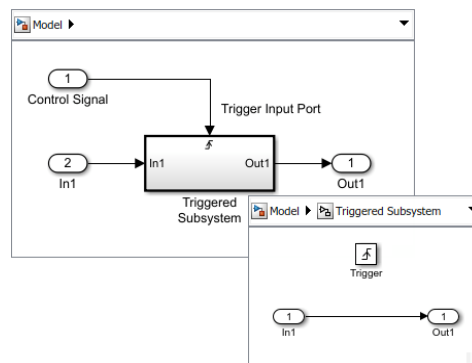 Model
1
Control Signal
Trigger Input Port
2
In1
In1
Out1
1
Out1
Triggered
Subsystem
Model Triggered Subsystem
Trigger
1
In1
1
Out1